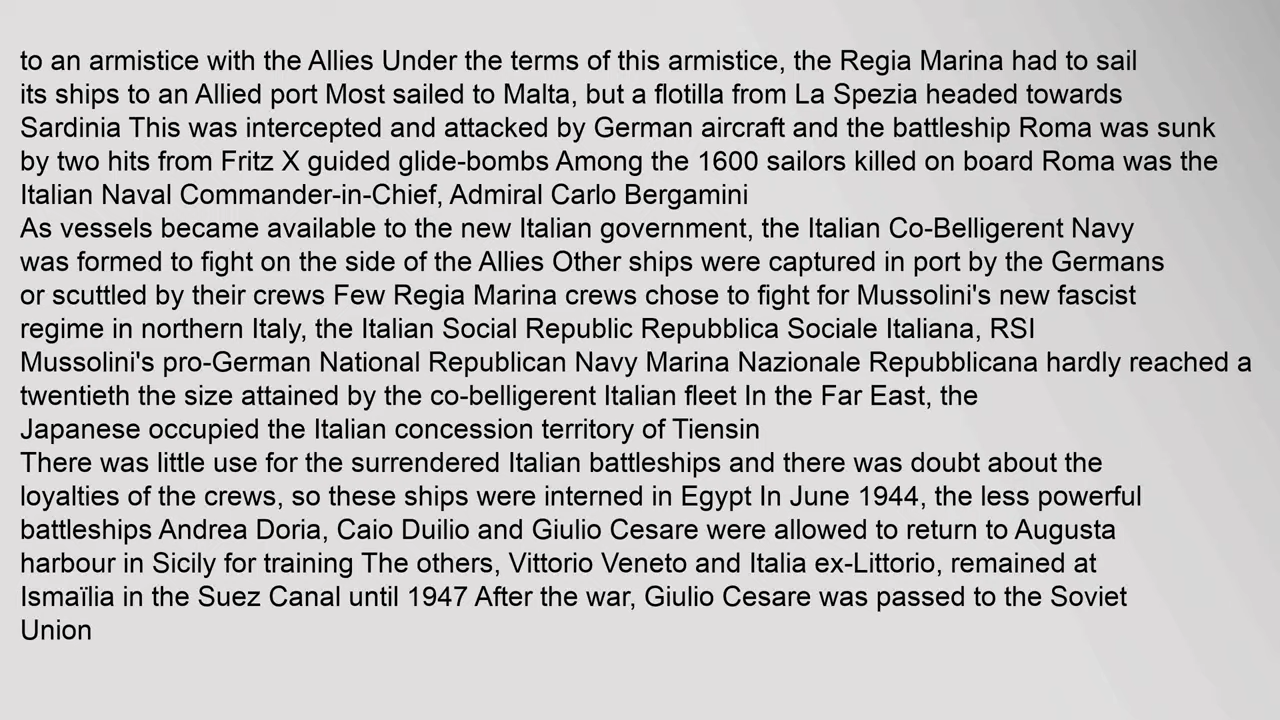 to an armistice with the Allies Under the terms of this armistice, the Regia Marina had to sail
its ships to an Allied port Most sailed to Malta, but a flotilla from La Spezia headed towards
Sardinia This was intercepted and attacked by German aircraft and the battleship Roma was sunk
by two hits from Fritz X guided glide-bombs Among the 1600 sailors killed on board Roma was the
Italian Naval Commander-in-Chief, Admiral Carlo Bergamini
As vessels became available to the new Italian government, the Italian Co-Belligerent Navy
was formed to fight on the side of the Allies Other ships were captured in port by the Germans
or scuttled by their crews Few Regia Marina crews chose to fight for Mussolini's new fascist
regime in northern Italy, the Italian Social Republic Repubblica Sociale Italiana, RSI
Mussolini's pro-German National Republican Navy Marina Nazionale Repubblicana hardly reached a
twentieth the size attained by the co-belligerent Italian fleet In the Far East, the
Japanese occupied the Italian concession territory of Tiensin
There was little use for the surrendered Italian battleships and there was doubt about the
loyalties of the crews, so these ships were interned in Egypt In June 1944, the less powerful
battleships Andrea Doria, Caio Duilio and Giulio Cesare were allowed to return to Augusta
harbour in Sicily for training The others, Vittorio Veneto and Italia ex-Littorio, remained at
Ismaïlia in the Suez Canal until 1947 After the war, Giulio Cesare was passed to the Soviet
Union